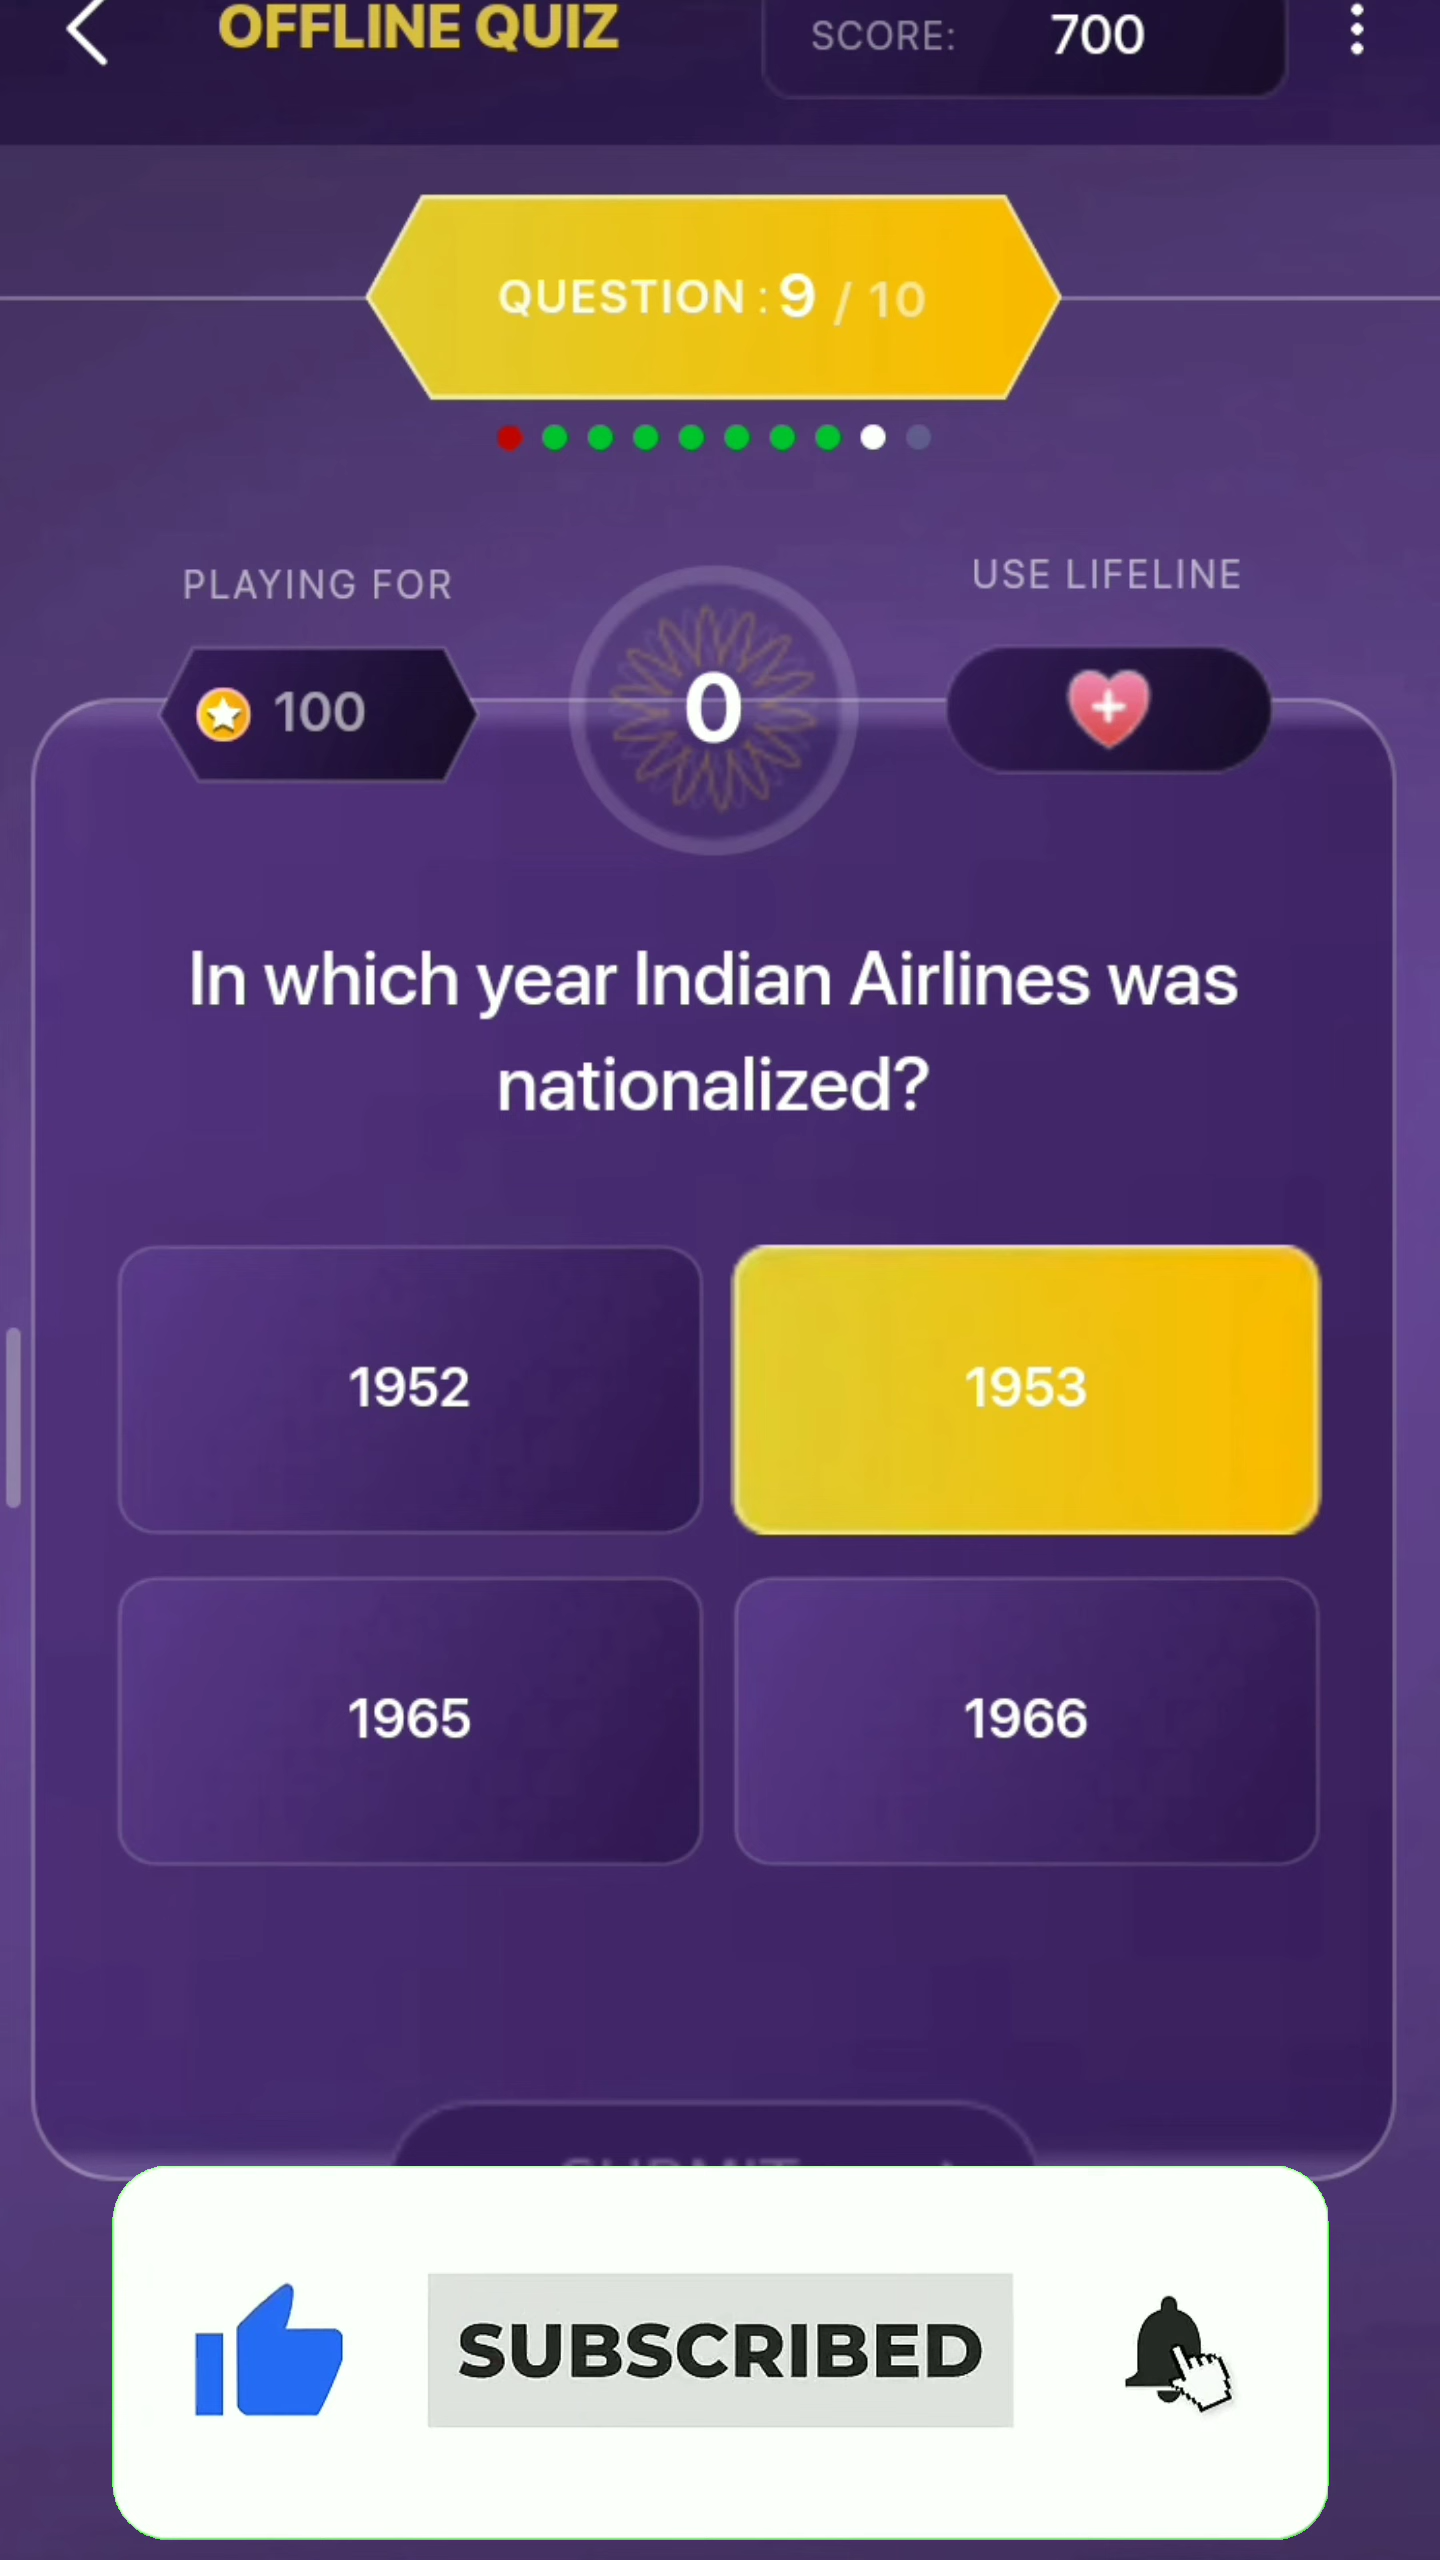 OFFLINE QUIZ
SCORE: 700
QUESTION : 9 / 10
PLAYING FOR
USE LIFELINE
100
0
In which year Indian Airlines was
nationalized?
1952
1953
1965
1966
SUBMIT
SUBSCRIBED